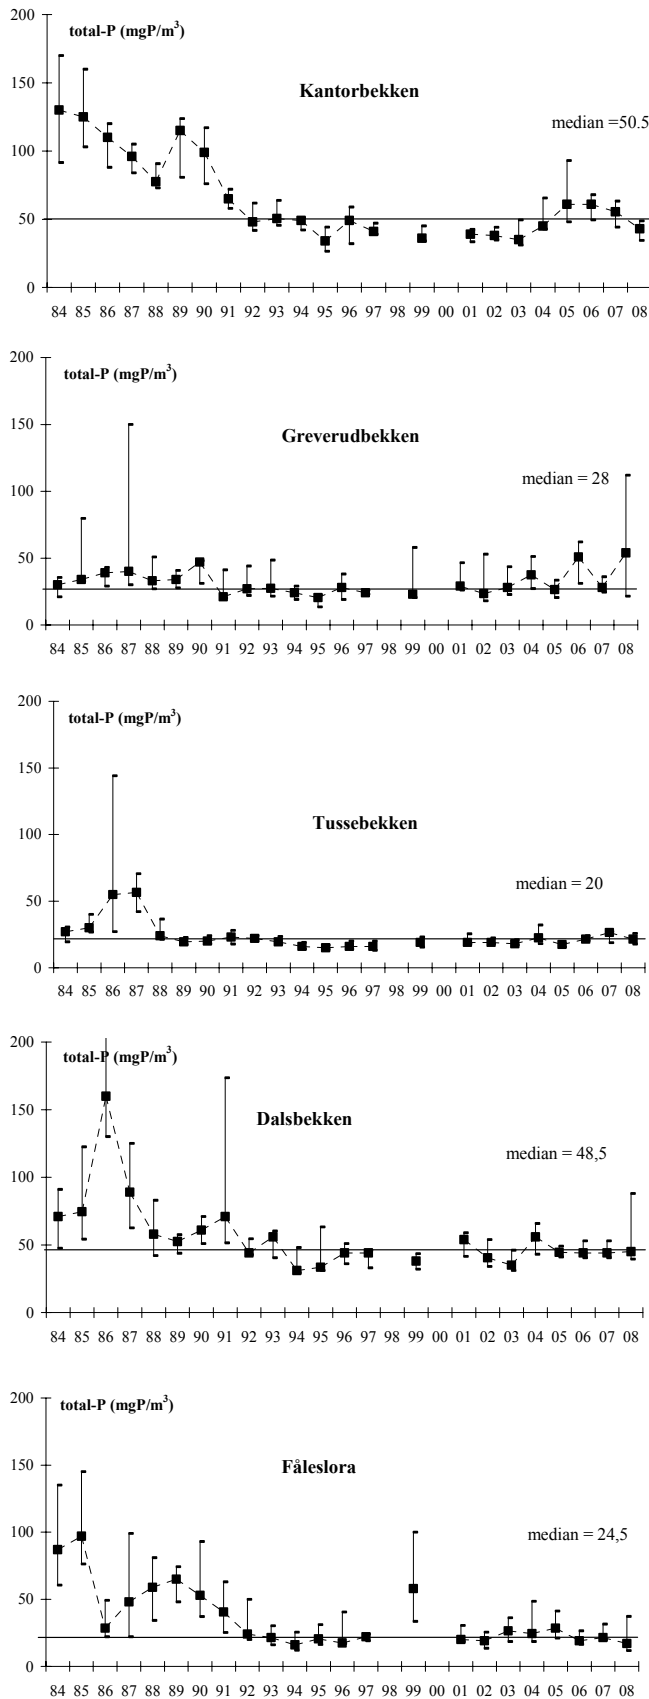 total-P (mgP/m³)
200
Kantorbekken
150
median =50.5
100
50
0
84 85 86 87 88 89 90 91 92 93 94 95 96 97 98 99 00 01 02 03 04 05 06 07 08
200
total-P (mgP/m³)
150
Greverudbekken
median = 28
100
50
0
84 85 86 87 88 89 90 91 92 93 94 95 96 97 98 99 00 01 02 03 04 05 06 07 08
200
total-P (mgP/m³)
150
Tussebekken
100
median = 20
50
0
84 85 86 87 88 89 90 91 92 93 94 95 96 97 98 99 00 01 02 03 04 05 06 07 08
200
total-P (mgP/m³)
150
Dalsbekken
median = 48,5
100
50
0
84 85 86 87 88 89 90 91 92 93 94 95 96 97 98 99 00 01 02 03 04 05 06 07 08
200
total-P (mgP/m³)
150
Fåleslora
median = 24,5
100
50
0
84 85 86 87 88 89 90 91 92 93 94 95 96 97 98 99 00 01 02 03 04 05 06 07 08